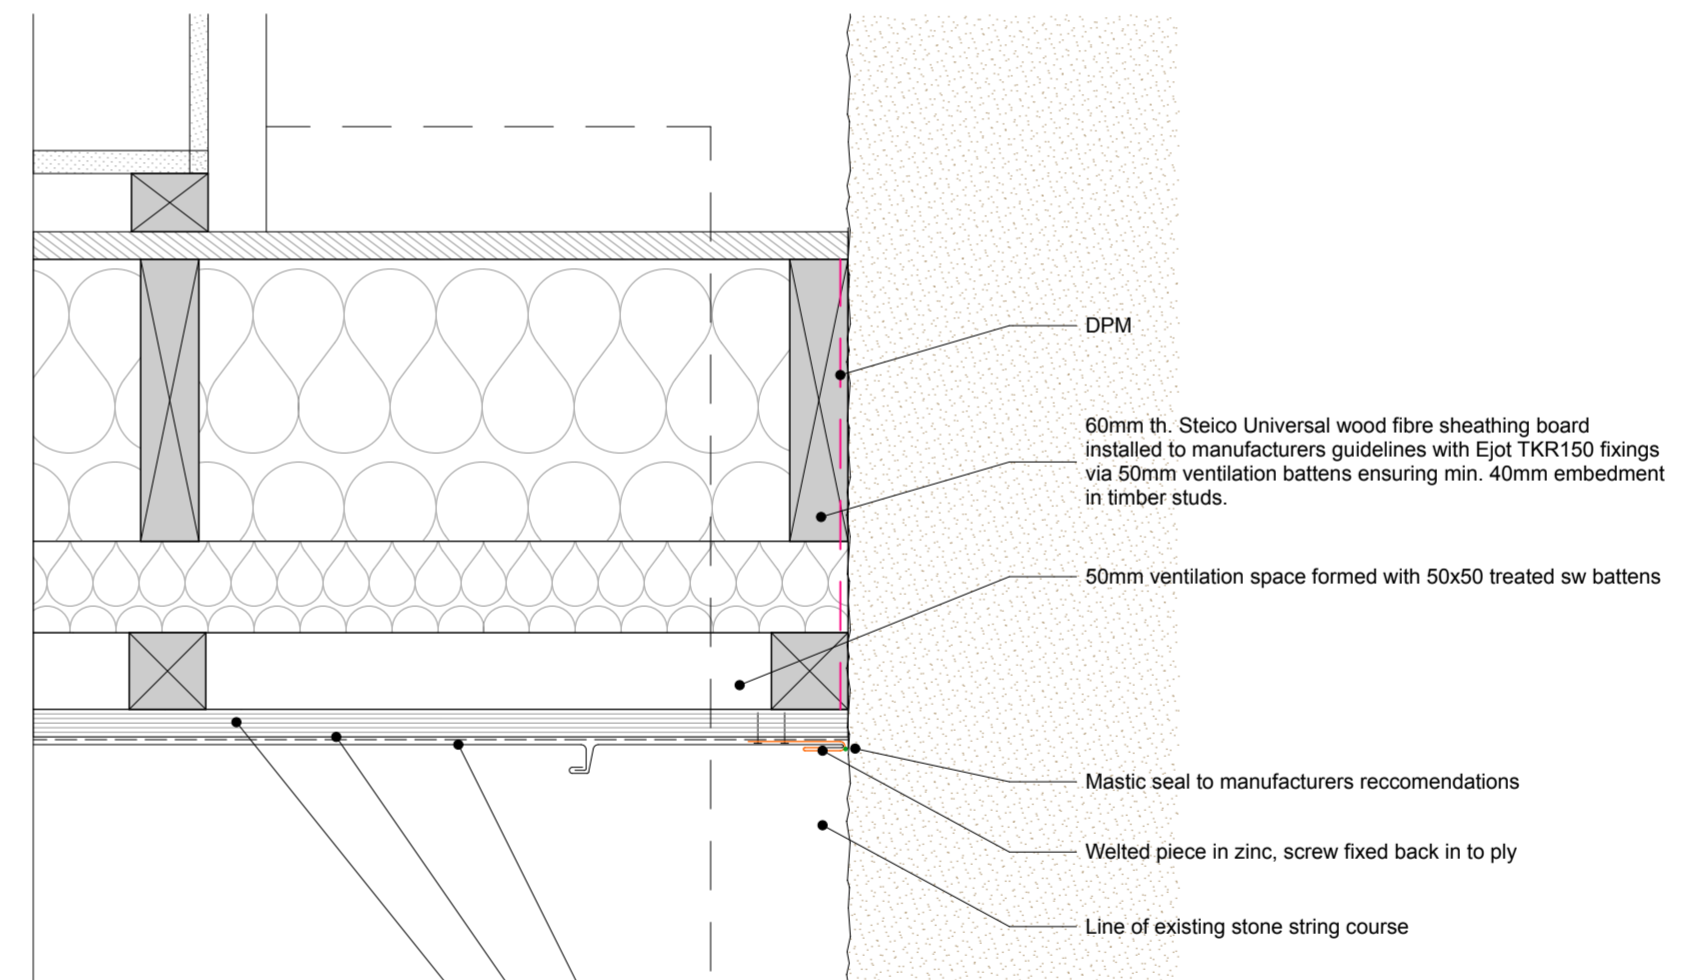 DPM
60mm th. Steico Universal wood fibre sheathing board
installed to manufacturers guidelines with Ejot TKR150 fixings
via 50mm ventilation battens ensuring min. 40mm embedment
in timber studs.
50mm ventilation space formed with 50x50 treated sw battens
Mastic seal to manufacturers reccomendations
Welted piece in zinc, screw fixed back in to ply
Line of existing stone string course